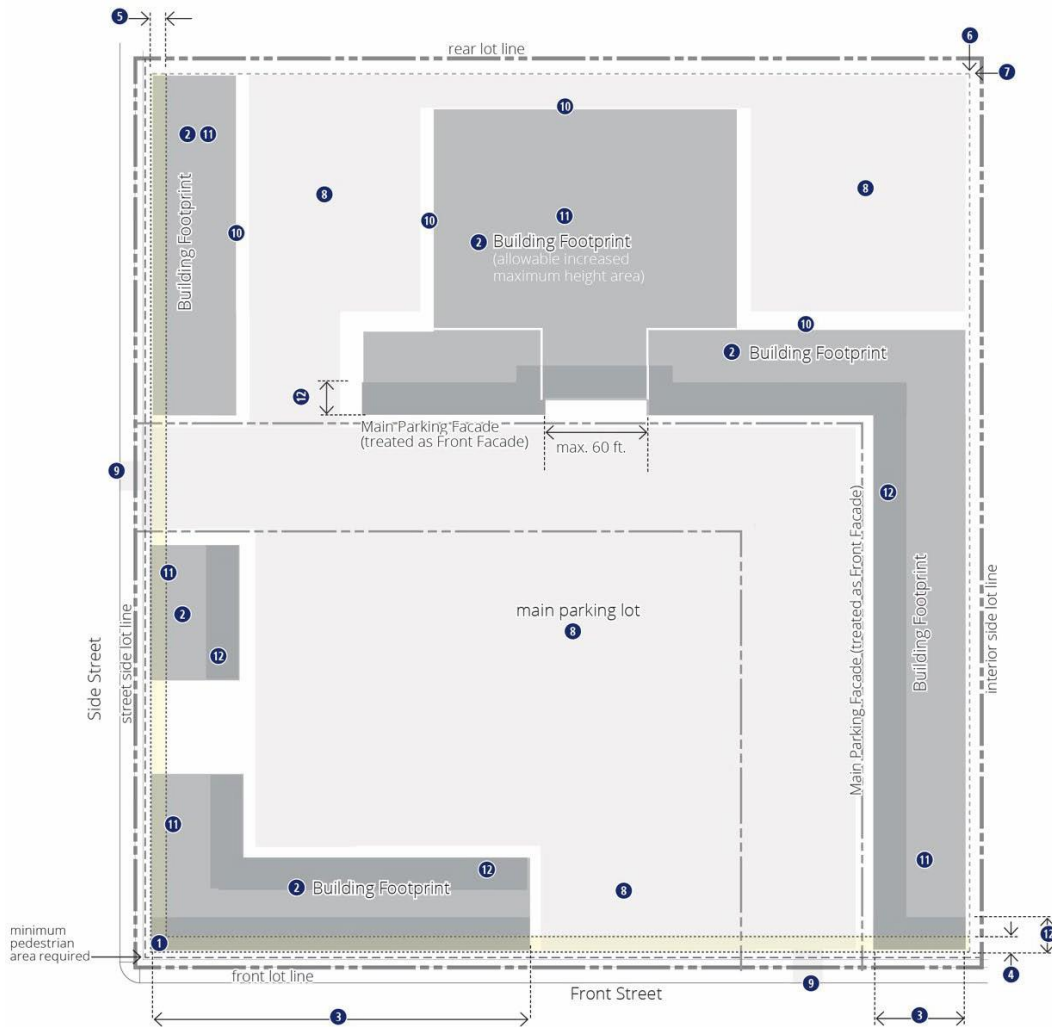 5
rear lot line
6
7
10
2 11
8
8
Building Footprint
10
10
11
2 Building Footprint
(allowable increased
maximum height area)
10
2 Building Footprint
12
Main Parking Facade
(treated as Front Facade)
max. 60 ft.
9
12
Main Parking Facade (treated as Front Facade)
11
2
12
main parking lot
8
Side Street
street side lot line
Building Footprint
interior side lot line
11
12
11
2 Building Footprint
8
minimum
pedestrian
area required
1
12
4
front lot line
9
Front Street
3
3